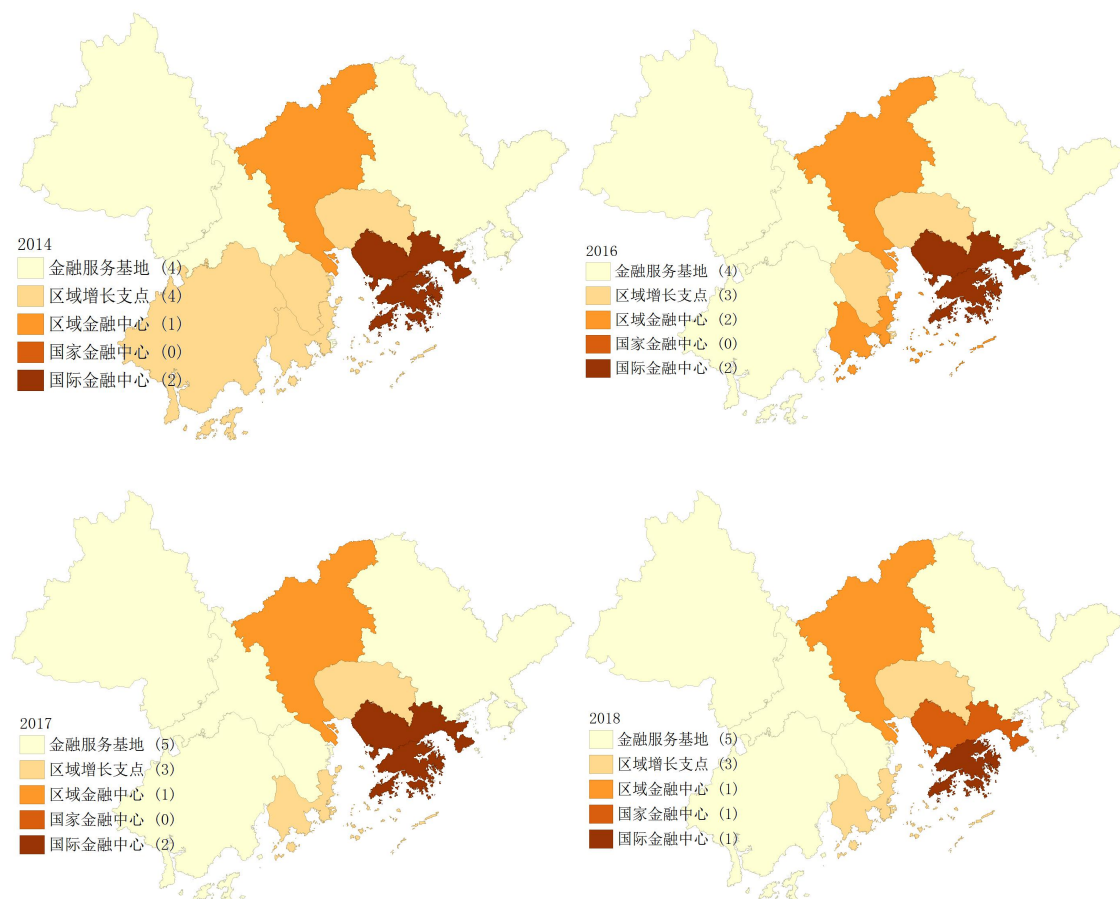 2014
金融服务基地 (4)
区域增长支点 (4)
区域金融中心 (1)
国家金融中心 (0)
国际金融中心 (2)
2016
金融服务基地 (4)
区域增长支点 (3)
区域金融中心 (2)
国家金融中心 (0)
国际金融中心 (2)
2017
金融服务基地 (5)
区域增长支点 (3)
区域金融中心 (1)
国家金融中心 (0)
国际金融中心 (2)
2018
金融服务基地 (5)
区域增长支点 (3)
区域金融中心 (1)
国家金融中心 (1)
国际金融中心 (1)